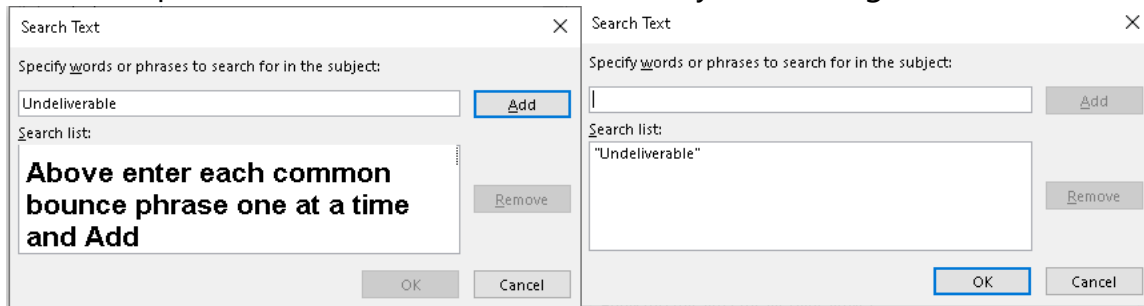 Search Text
Specify words or phrases to search for in the subject:
Undeliverable
Add
Search list:
Above enter each common
bounce phrase one at a time
and Add
Remove
OK
Cancel
Search Text
Specify words or phrases to search for in the subject:
Add
Search list:
"Undeliverable"
Remove
OK
Cancel